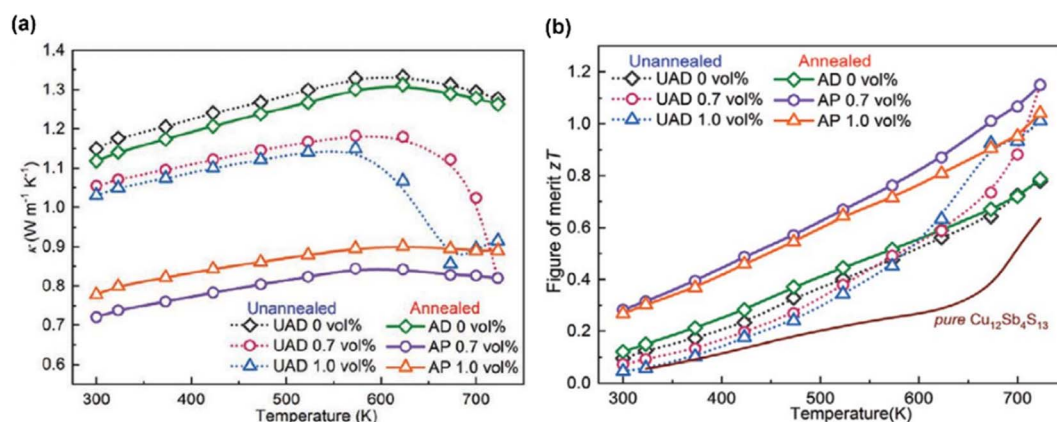 (a)
1.4
1.3
1.2
1.1
1.0
0.9
0.8
0.7
0.6
κ (W m⁻¹ K⁻¹)
Unannealed Annealed
UAD 0 vol% AD 0 vol%
UAD 0.7 vol% AP 0.7 vol%
UAD 1.0 vol% AP 1.0 vol%
300 400 500 600 700
Temperature (K)
(b)
1.2
1.0
0.8
0.6
0.4
0.2
0.0
Figure of merit zT
Unannealed Annealed
UAD 0 vol% AD 0 vol%
UAD 0.7 vol% AP 0.7 vol%
UAD 1.0 vol% AP 1.0 vol%
pure Cu₁₂Sb₄S₁₃
300 400 500 600 700
Temperature(K)